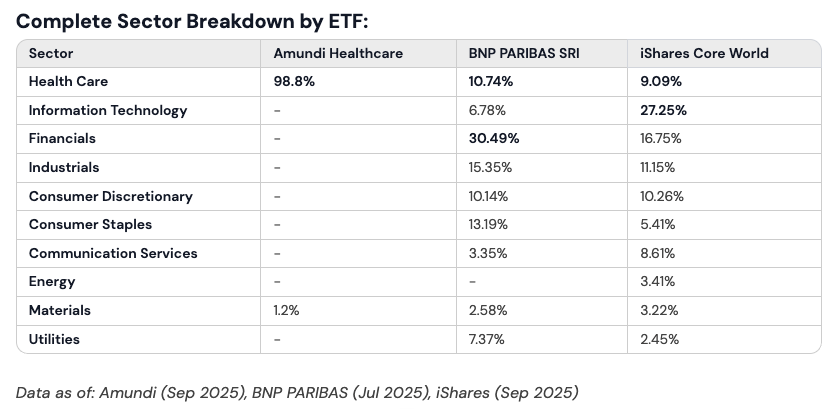 Complete Sector Breakdown by ETF:
Sector Amundi Healthcare BNP PARIBAS SRI iShares Core World
Health Care 98.8% 10.74% 9.09%
Information Technology - 6.78% 27.25%
Financials - 30.49% 16.75%
Industrials - 15.35% 11.15%
Consumer Discretionary - 10.14% 10.26%
Consumer Staples - 13.19% 5.41%
Communication Services - 3.35% 8.61%
Energy - - 3.41%
Materials 1.2% 2.58% 3.22%
Utilities - 7.37% 2.45%
Data as of: Amundi (Sep 2025), BNP PARIBAS (Jul 2025), iShares (Sep 2025)